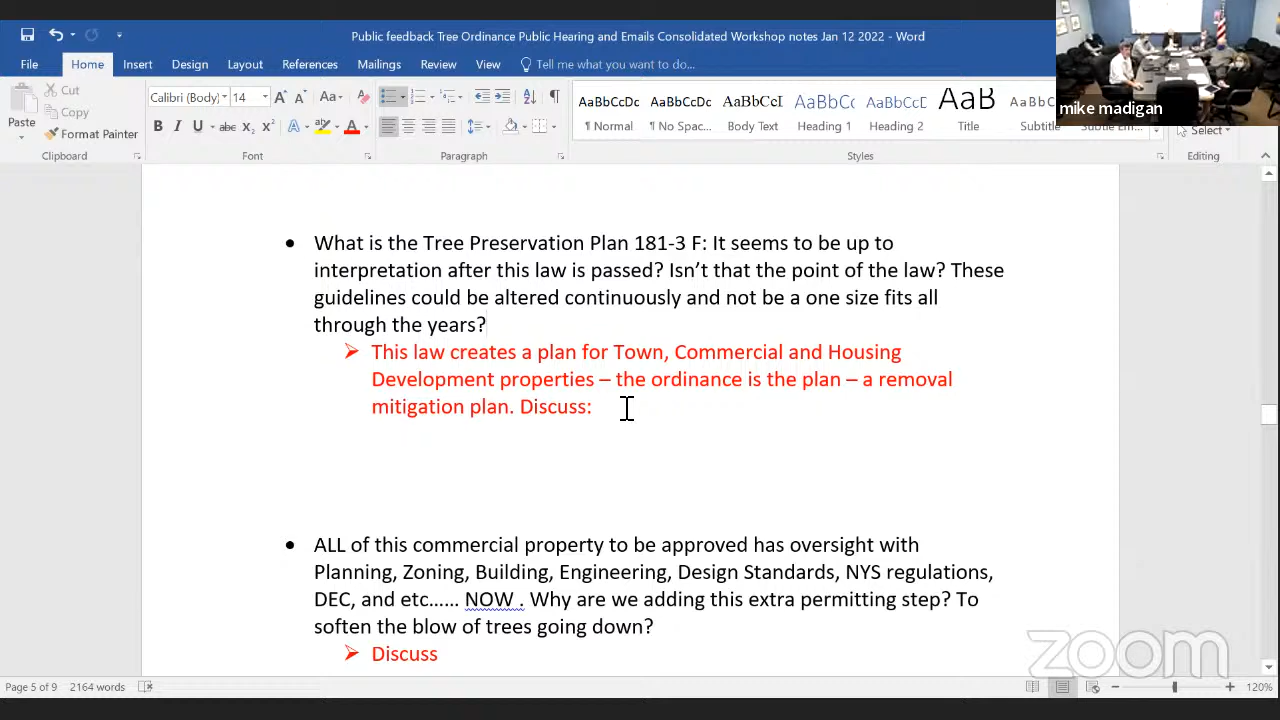 Public feedback Tree Ordinance Public Hearing and Emails Consolidated Workshop notes Jan 12 2022 - Word
File Home Insert Design Layout References Mailings Review View Tell me what you want to do...
mike madigan
Cut
Copy
Format Painter
Paste
Calibri (Body) 14
AaBbCcDc AaBbCcDc AaBbCcI AaBbCc AaBbCcE AaB AaBbCc
¶ Normal ¶ No Spac... Body Text Heading 1 Heading 2 Title Subtitle Subtle Em...
Select
Clipboard Font Paragraph Styles Editing
• What is the Tree Preservation Plan 181-3 F: It seems to be up to
interpretation after this law is passed? Isn’t that the point of the law? These
guidelines could be altered continuously and not be a one size fits all
through the years?
➢ This law creates a plan for Town, Commercial and Housing
Development properties – the ordinance is the plan – a removal
mitigation plan. Discuss:
• ALL of this commercial property to be approved has oversight with
Planning, Zoning, Building, Engineering, Design Standards, NYS regulations,
DEC, and etc…… NOW . Why are we adding this extra permitting step? To
soften the blow of trees going down?
➢ Discuss
zoom
Page 5 of 9 2164 words 120%